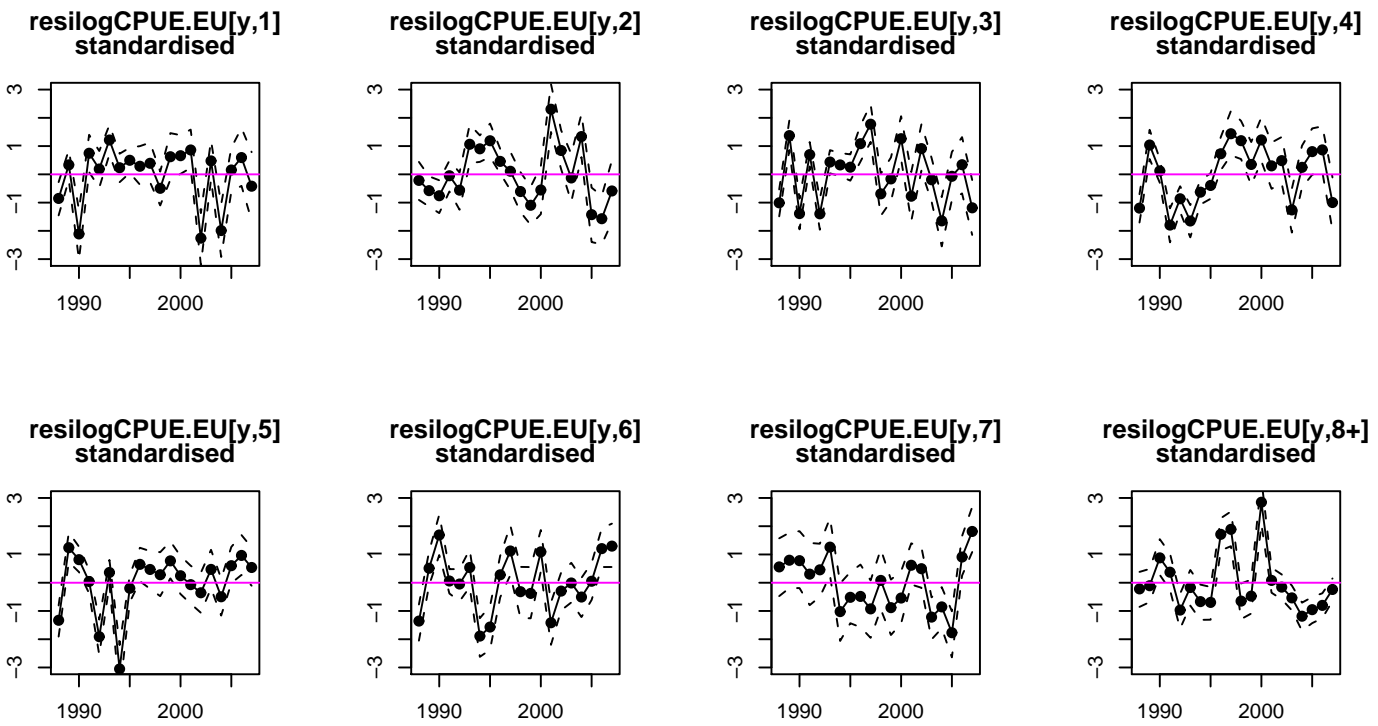 resilogCPUE.EU[y,1]
standardised
resilogCPUE.EU[y,2]
standardised
resilogCPUE.EU[y,3]
standardised
resilogCPUE.EU[y,4]
standardised
3
1
−1
−3
1990 2000
3
1
−1
−3
1990 2000
3
1
−1
−3
1990 2000
3
1
−1
−3
1990 2000
resilogCPUE.EU[y,5]
standardised
resilogCPUE.EU[y,6]
standardised
resilogCPUE.EU[y,7]
standardised
resilogCPUE.EU[y,8+]
standardised
3
1
−1
−3
1990 2000
3
1
−1
−3
1990 2000
3
1
−1
−3
1990 2000
3
1
−1
−3
1990 2000